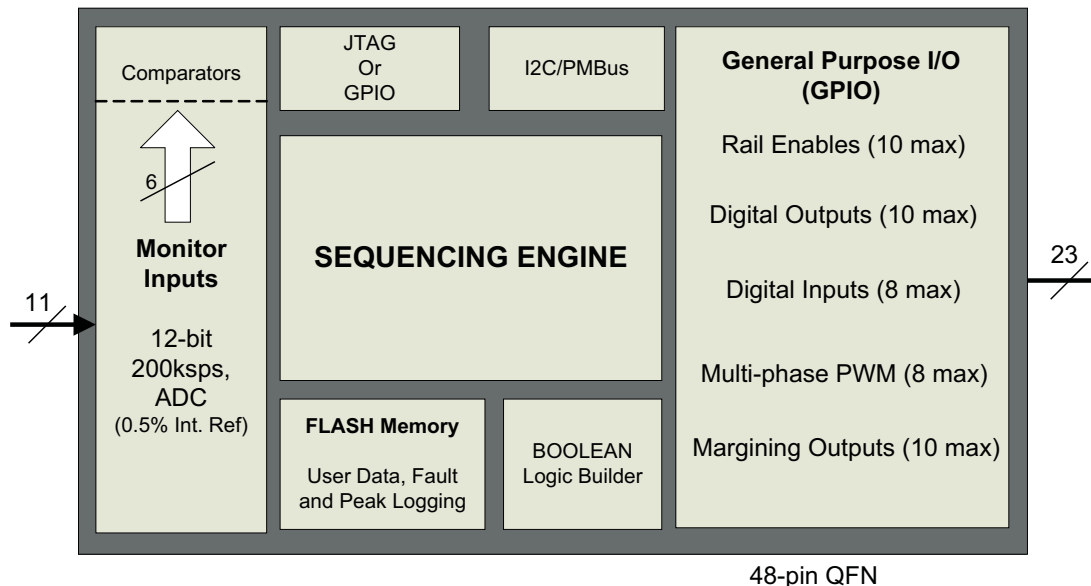 Comparators
6
Monitor
Inputs
11
12-bit
200ksps,
ADC
(0.5% Int. Ref)
JTAG
Or
GPIO
I2C/PMBus
SEQUENCING ENGINE
FLASH Memory
User Data, Fault
and Peak Logging
BOOLEAN
Logic Builder
General Purpose I/O
(GPIO)
Rail Enables (10 max)
Digital Outputs (10 max)
Digital Inputs (8 max)
Multi-phase PWM (8 max)
Margining Outputs (10 max)
23
48-pin QFN